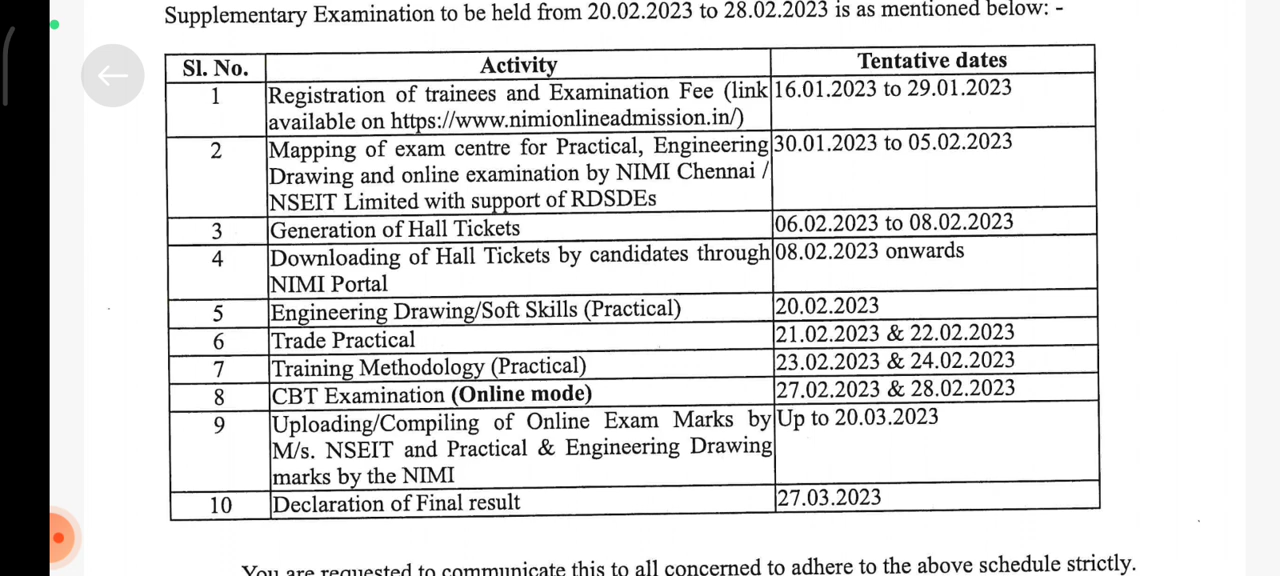 Supplementary Examination to be held from 20.02.2023 to 28.02.2023 is as mentioned below: -
Sl. No. Activity Tentative dates
1 Registration of trainees and Examination Fee (link 16.01.2023 to 29.01.2023
available on https://www.nimionlineadmission.in/)
2 Mapping of exam centre for Practical, Engineering 30.01.2023 to 05.02.2023
Drawing and online examination by NIMI Chennai /
NSEIT Limited with support of RDSDEs
3 Generation of Hall Tickets 06.02.2023 to 08.02.2023
4 Downloading of Hall Tickets by candidates through 08.02.2023 onwards
NIMI Portal
5 Engineering Drawing/Soft Skills (Practical) 20.02.2023
6 Trade Practical 21.02.2023 & 22.02.2023
7 Training Methodology (Practical) 23.02.2023 & 24.02.2023
8 CBT Examination (Online mode) 27.02.2023 & 28.02.2023
9 Uploading/Compiling of Online Exam Marks by Up to 20.03.2023
M/s. NSEIT and Practical & Engineering Drawing
marks by the NIMI
10 Declaration of Final result 27.03.2023
You are requested to communicate this to all concerned to adhere to the above schedule strictly.